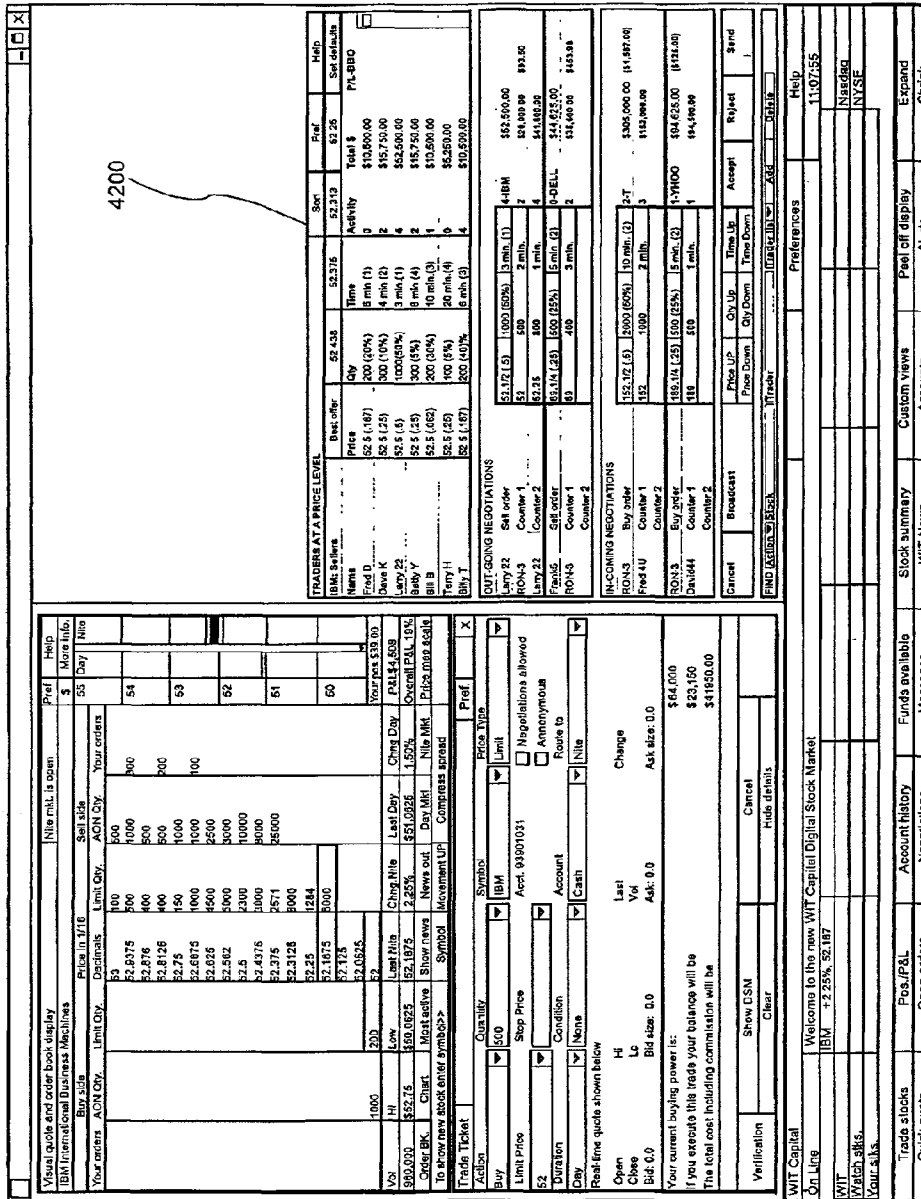 4200
Visual quote and order book display Nite mkt. is open Pref Help
IBM International Business Machines $ More info.
Buy side Price in 1/16 Sell side 55 Day Nite
Your orders AON Qty. Limit Qty. Decimals Limit Qty. AON Qty. Your orders
53 100 500
52.9375 500 1000 300
52.875 400 500
52.8125 400 500 200
52.75 150 1000
52.6875 1000 1000 100
52.625 4500 2500
52.562 5000 3000
52.5 2300 10000
52.4375 3000 8000
52.375 2571 25000
52.3125 8000
52.25 1284
52.1875 5000
52.125
52.0625
1000 200 52
54
53
52
51
50
Your pos $39.00
Vol Hi Low Last Nite Chng.Nite Last Day Chng Day P&L$4,508
980,000 $52.75 $50.0625 52.1875 2.25% $51.0625 1.50% Overall P&L 19%
Order BK. Chart Most active Show news News out Day Mkt Nite Mkt Price map scale
To show new stock enter symbol>> Symbol Movement UP Compress spread
Trade Ticket Pref X
Action Quantity Symbol Price Type
Buy 500 IBM Limit
Limit Price Stop Price Acct. 93901031 Negotiations allowed
52 Annonymous
Duration Condition Account Route to
Day None Cash Nite
Real-time quote shown below
Open Hi Last Change
Close Lo Vol
Bid: 0.0 Bid size: 0.0 Ask: 0.0 Ask size: 0.0
Your current buying power is: $64,000
If you execute this trade your balance will be $23,150
The total cost including commission will be $41950.00
Verification Show DSM Cancel
Clear Hide details
TRADERS AT A PRICE LEVEL Sort Pref Help
IBM: Sellers Best offer 52.438 52.375 52.313 52.25 Set defaults
Name Price Qty Time Activity Total $ P/L-BBO
Fred D 52.5 (.187) 200 (20%) 5 min (1) 0 $10,500.00
Dave K 52.5 (.25) 300 (10%) 4 min (2) 2 $15,750.00
Larry 22 52.5 (.5) 1000(50%) 3 min.(1) 4 $52,500.00
Betty Y 52.5 (.25) 300 (5%) 8 min (4) 2 $15,750.00
Bill B 52.5 (.062) 200 (30%) 10 min.(3) 1 $10,500.00
Terry H 52.5 (.25) 100 (5%) 20 min.(4) 0 $5,250.00
Billy T 52.5 (.187) 200 (40)% 6 min (3) 4 $10,500.00
OUT-GOING NEGOTIATIONS
Larry 22 Sell order 52.1/2 (.5) 1000 (50%) 3 min. (1) 4-IBM $52,500.00
RON-3 Counter 1 52 500 2 min. 2 $26,000.00 $93.50
Larry 22 Counter 2 52.25 800 1 min. 4 $41,800.00
Frank5 Sell order 89.1/4 (.25) 500 (25%) 5 min (2) 0-DELL $44,625.00
RON-3 Counter 1 89 400 3 min. 2 $35,600.00 $453.98
Counter 2
IN-COMING NEGOTIATIONS
RON-3 Buy order 152.1/2 (.5) 2000 (50%) 10 min. (2) 2-T $305,000.00
Fred 4U Counter 1 152 1000 2 min. 3 $152,000.00
Counter 2
RON-3 Buy order 189.1/4 (.25) 500 (25%) 5 min. (2) 1-YHOO $94,625.00 ($125.00)
David44 Counter 1 189 500 1 min. 1 $94,500.00
Counter 2
Cancel Broadcast Price UP Qty Up Time Up Accept Reject Send
Price Down Qty Down Time Down
FIND Action Stock Trader Trader list Add Delete
WIT Capital Preferences Help
On Line Welcome to the new WIT Capital Digital Stock Market 11:07:55
WIT IBM +2.25%, 52.187 Nasdaq
Watch stks. NYSE
Your stks.
Trade stocks Pos./P&L Account history Funds available Stock summary Custom views Peel off display Expand